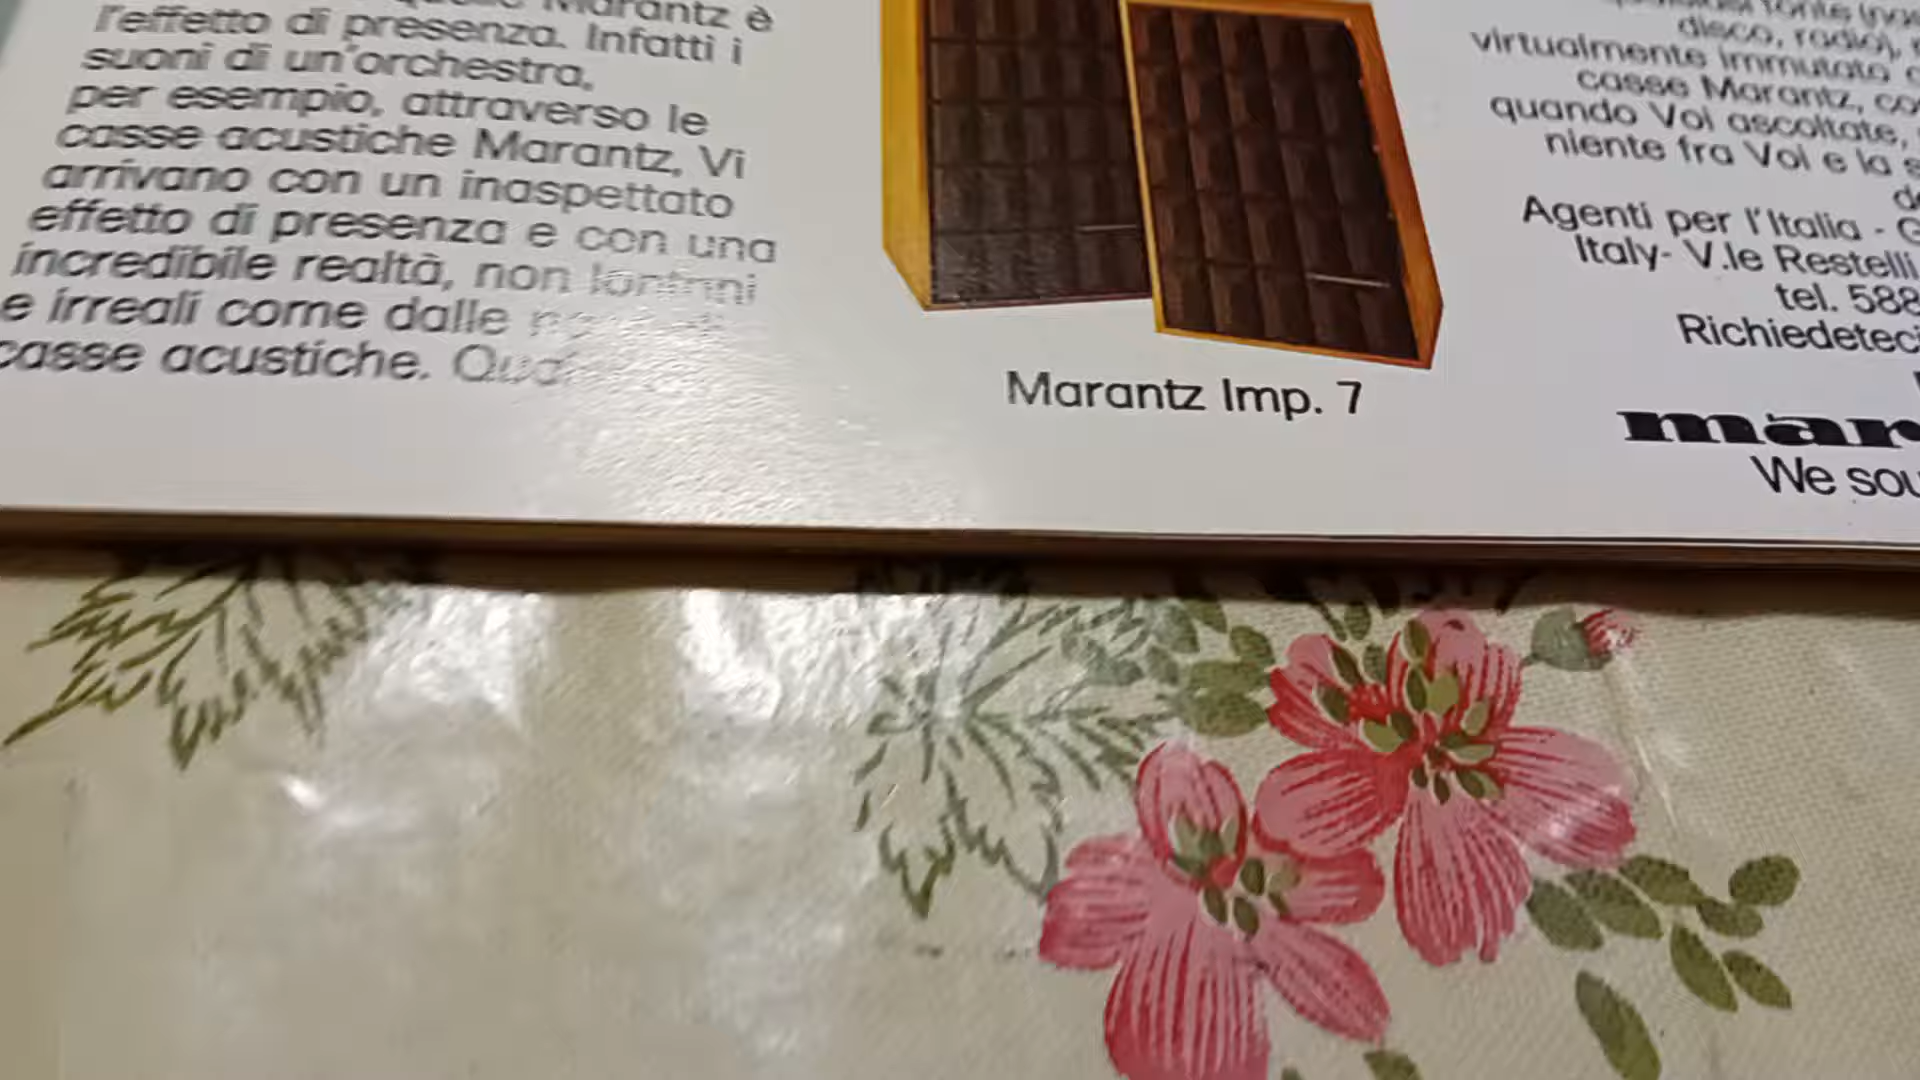 Marantz è
l'effetto di presenza. Infatti i
suoni di un'orchestra,
per esempio, attraverso le
casse acustiche Marantz, Vi
arrivano con un inaspettato
effetto di presenza e con una
incredibile realtà, non lontani
e irreali come dalle
casse acustiche.
Marantz Imp. 7
disco, radio),
virtualmente immutato
casse Marantz,
quando Voi ascoltate,
niente fra Voi e la
Agenti per l'Italia - G
Italy- V.le Restelli
tel. 588
Richiedeteci
mar
We sou